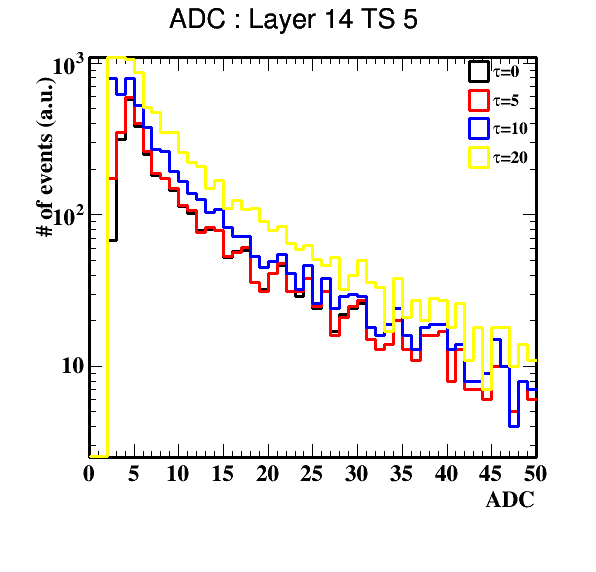 ADC : Layer 14 TS 5
# of events (a.u.)
10³
10²
10
τ=0
τ=5
τ=10
τ=20
0 5 10 15 20 25 30 35 40 45 50
ADC